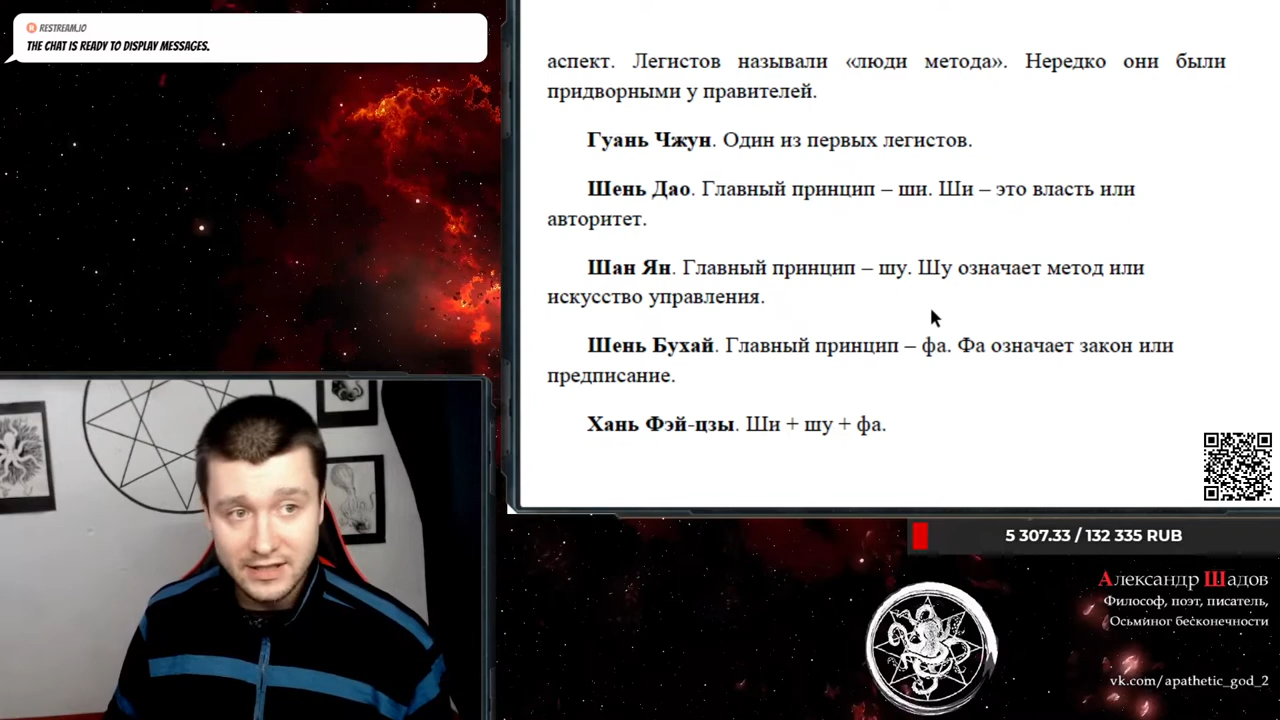 RESTREAM.IO
THE CHAT IS READY TO DISPLAY MESSAGES.
аспект. Легистов называли «люди метода». Нередко они были
придворными у правителей.
Гуань Чжун. Один из первых легистов.
Шень Дао. Главный принцип – ши. Ши – это власть или
авторитет.
Шан Ян. Главный принцип – шу. Шу означает метод или
искусство управления.
Шень Бухай. Главный принцип – фа. Фа означает закон или
предписание.
Хань Фэй-цзы. Ши + шу + фа.
5 307.33 / 132 335 RUB
Александр Шадов
Философ, поэт, писатель,
Осьминог бесконечности
vk.com/apathetic_god_2